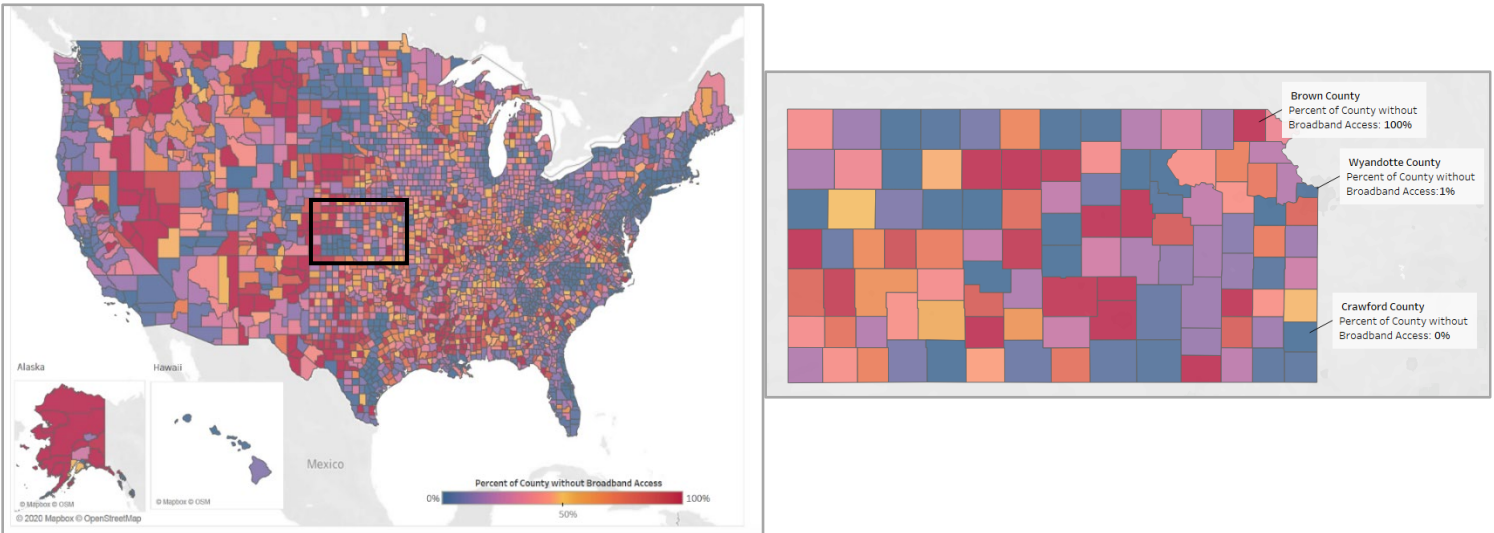 Alaska
Hawaii
Mexico
Percent of County without Broadband Access
0%
100%
50%
© Mapbox © OSM
© Mapbox © OSM
© 2020 Mapbox © OpenStreetMap
Brown County
Percent of County without
Broadband Access: 100%
Wyandotte County
Percent of County without
Broadband Access:1%
Crawford County
Percent of County without
Broadband Access: 0%